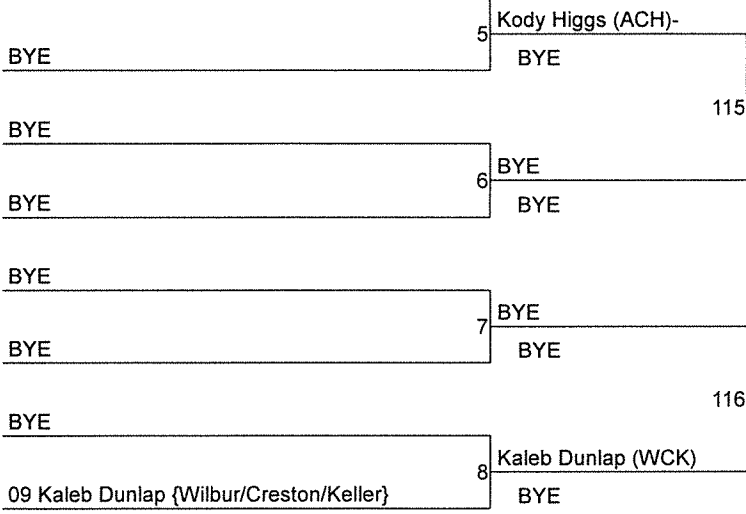 Kody Higgs (ACH)-
5
BYE
BYE
115
BYE
BYE
6
BYE
BYE
BYE
BYE
7
BYE
BYE
116
BYE
Kaleb Dunlap (WCK)
8
09 Kaleb Dunlap {Wilbur/Creston/Keller}
BYE